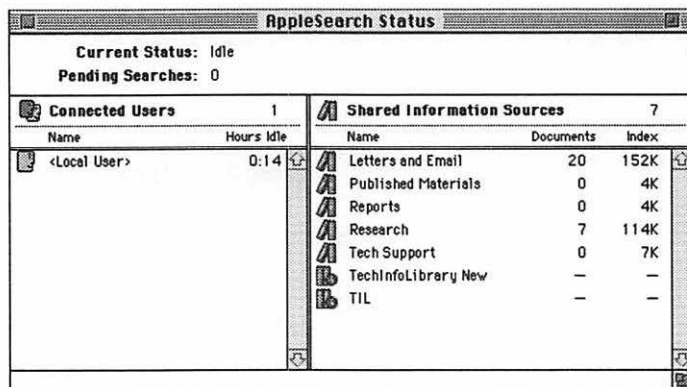 AppleSearch Status
Current Status: Idle
Pending Searches: 0
Connected Users 1
Name Hours Idle
<Local User> 0:14
Shared Information Sources 7
Name Documents Index
Letters and Email 20 152K
Published Materials 0 4K
Reports 0 4K
Research 7 114K
Tech Support 0 7K
TechInfoLibrary New – –
TIL – –